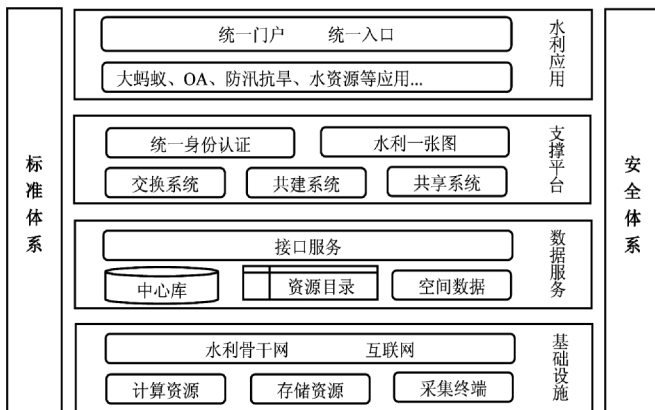 标准体系
统一门户 统一入口
大蚂蚁、OA、防汛抗旱、水资源等应用...
水利应用
统一身份认证 水利一张图
交换系统 共建系统 共享系统
支撑平台
接口服务
中心库 资源目录 空间数据
数据服务
水利骨干网 互联网
计算资源 存储资源 采集终端
基础设施
安全体系